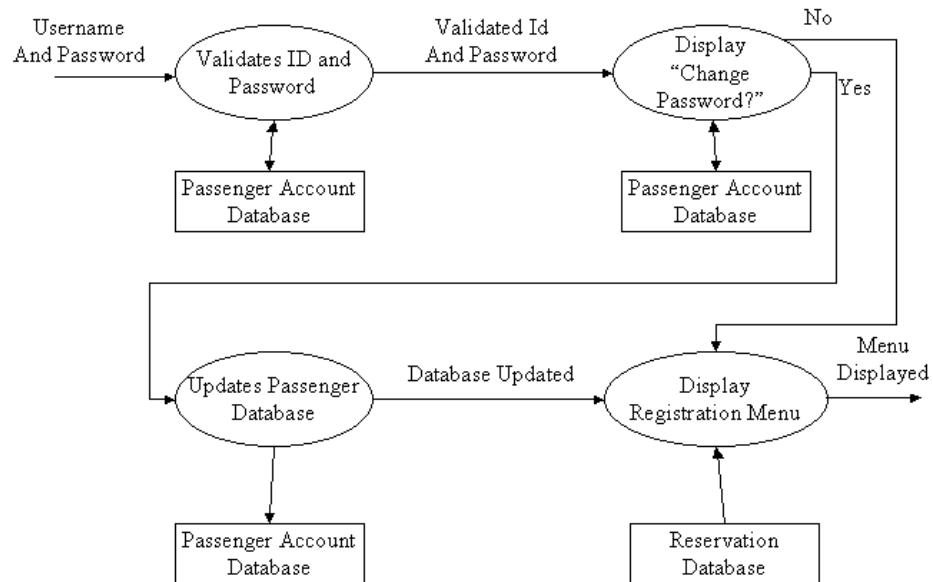 Username
And Password
Validates ID and
Password
Validated Id
And Password
Display
“Change
Password?”
No
Yes
Passenger Account
Database
Passenger Account
Database
Updates Passenger
Database
Database Updated
Display
Registration Menu
Menu
Displayed
Passenger Account
Database
Reservation
Database